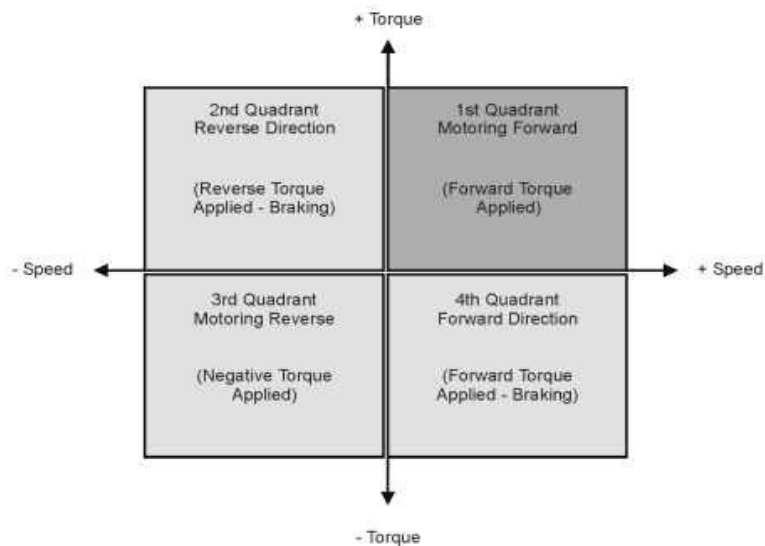 + Torque
2nd Quadrant
Reverse Direction
(Reverse Torque
Applied - Braking)
1st Quadrant
Motoring Forward
(Forward Torque
Applied)
- Speed
+ Speed
3rd Quadrant
Motoring Reverse
(Negative Torque
Applied)
4th Quadrant
Forward Direction
(Forward Torque
Applied - Braking)
- Torque